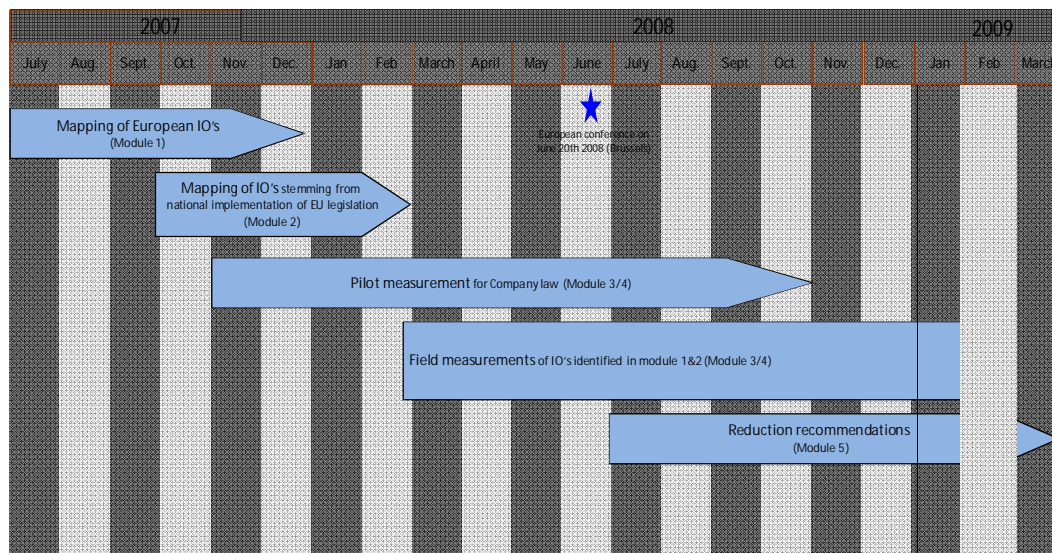 2007 2008 2009
July Aug. Sept. Oct. Nov. Dec. Jan Feb March April May June July Aug. Sept. Oct. Nov. Dec. Jan Feb March
Mapping of European IO's
(Module 1)
European conference on
June 20th 2008 (Brussels)
Mapping of IO's stemming from
national implementation of EU legislation
(Module 2)
Pilot measurement for Company law (Module 3/4)
Field measurements of IO's identified in module 1&2 (Module 3/4)
Reduction recommendations
(Module 5)